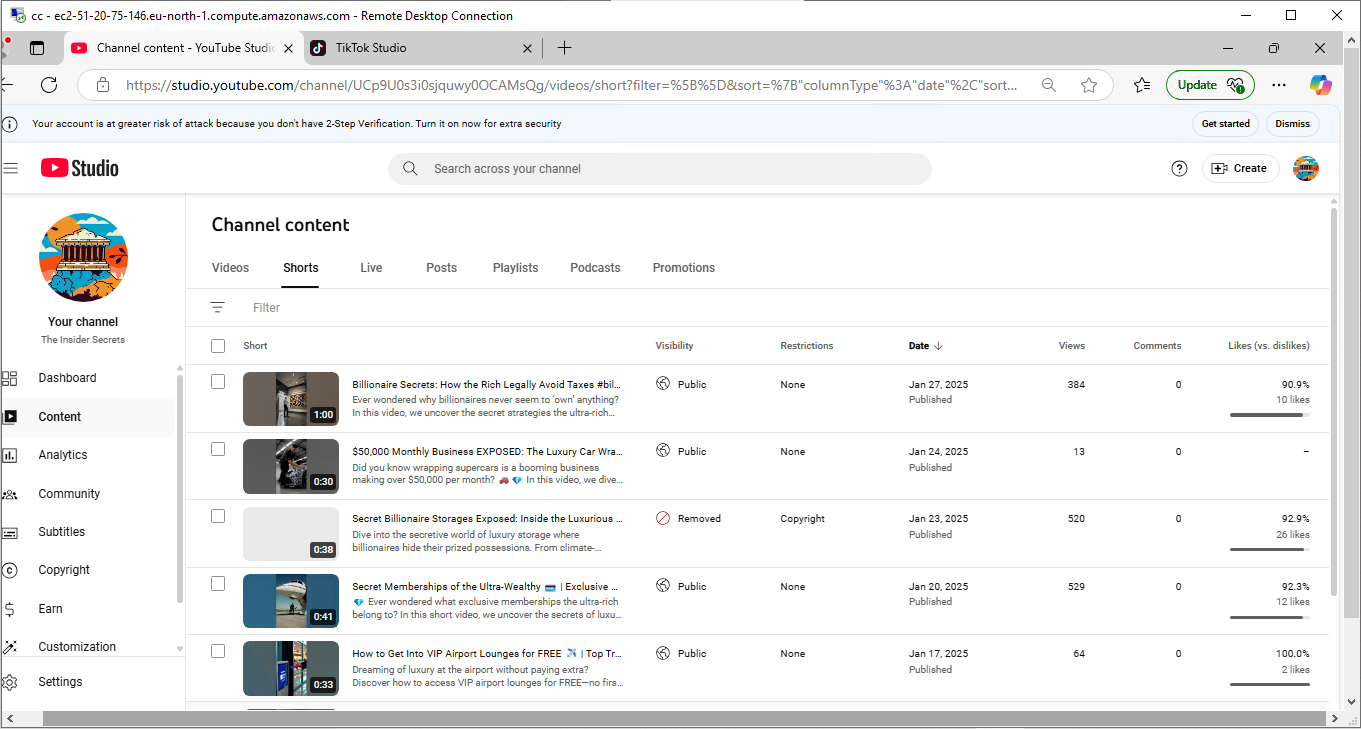 cc - ec2-51-20-75-146.eu-north-1.compute.amazonaws.com - Remote Desktop Connection
Channel content - YouTube Studio
TikTok Studio
https://studio.youtube.com/channel/UCp9U0s3i0sjquwy0OCAMsQg/videos/short?filter=%5B%5D&sort=%7B"columnType"%3A"date"%2C"sort...
Update
Your account is at greater risk of attack because you don't have 2-Step Verification. Turn it on now for extra security
Get started
Dismiss
Studio
Search across your channel
Create
Your channel
The Insider Secrets
Dashboard
Content
Analytics
Community
Subtitles
Copyright
Earn
Customization
Settings
Channel content
Videos Shorts Live Posts Playlists Podcasts Promotions
Filter
Short Visibility Restrictions Date Views Comments Likes (vs. dislikes)
1:00
Billionaire Secrets: How the Rich Legally Avoid Taxes #bil...
Ever wondered why billionaires never seem to 'own' anything?
In this video, we uncover the secret strategies the ultra-rich...
Public None Jan 27, 2025 384 0 90.9%
Published 10 likes
0:30
$50,000 Monthly Business EXPOSED: The Luxury Car Wra...
Did you know wrapping supercars is a booming business
making over $50,000 per month? 🚗 💎 In this video, we dive...
Public None Jan 24, 2025 13 0 –
Published
0:38
Secret Billionaire Storages Exposed: Inside the Luxurious ...
Dive into the secretive world of luxury storage where
billionaires hide their prized possessions. From climate-...
Removed Copyright Jan 23, 2025 520 0 92.9%
Published 26 likes
0:41
Secret Memberships of the Ultra-Wealthy 💳 | Exclusive ...
💎 Ever wondered what exclusive memberships the ultra-rich
belong to? In this short video, we uncover the secrets of luxu...
Public None Jan 20, 2025 529 0 92.3%
Published 12 likes
0:33
How to Get Into VIP Airport Lounges for FREE ✈️ | Top Tr...
Dreaming of luxury at the airport without paying extra?
Discover how to access VIP airport lounges for FREE—no firs...
Public None Jan 17, 2025 64 0 100.0%
Published 2 likes